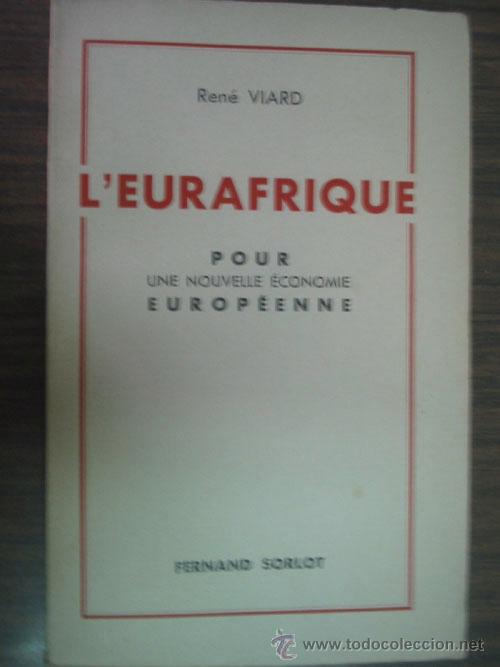 René VIARD
L'EURAFRIQUE
POUR
UNE NOUVELLE ÉCONOMIE
EUROPÉENNE
FERNAND SORLOT
www.todocoleccion.net